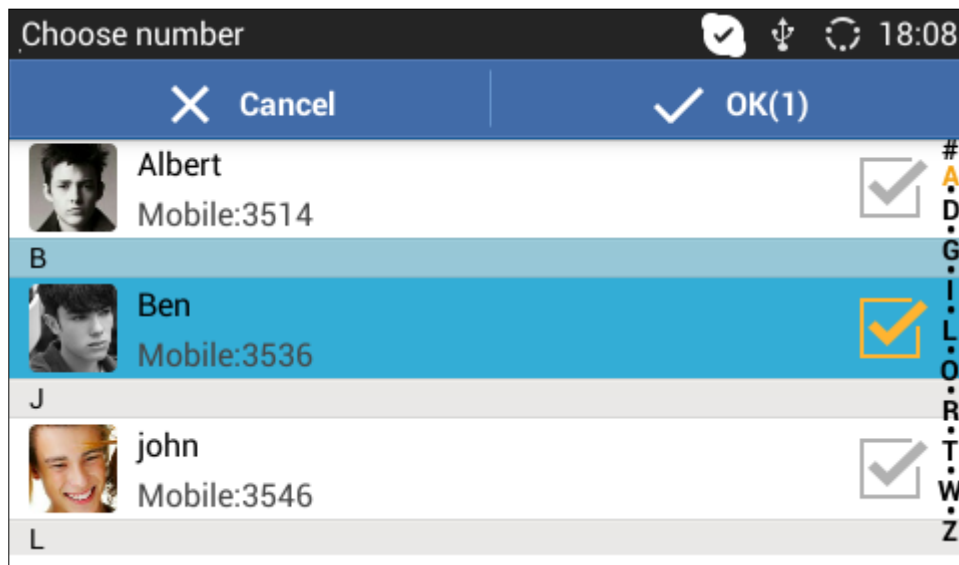 Choose number 18:08
Cancel OK(1)
Albert
Mobile:3514
B
Ben
Mobile:3536
J
john
Mobile:3546
L
#
A
D
G
I
L
O
R
T
W
Z